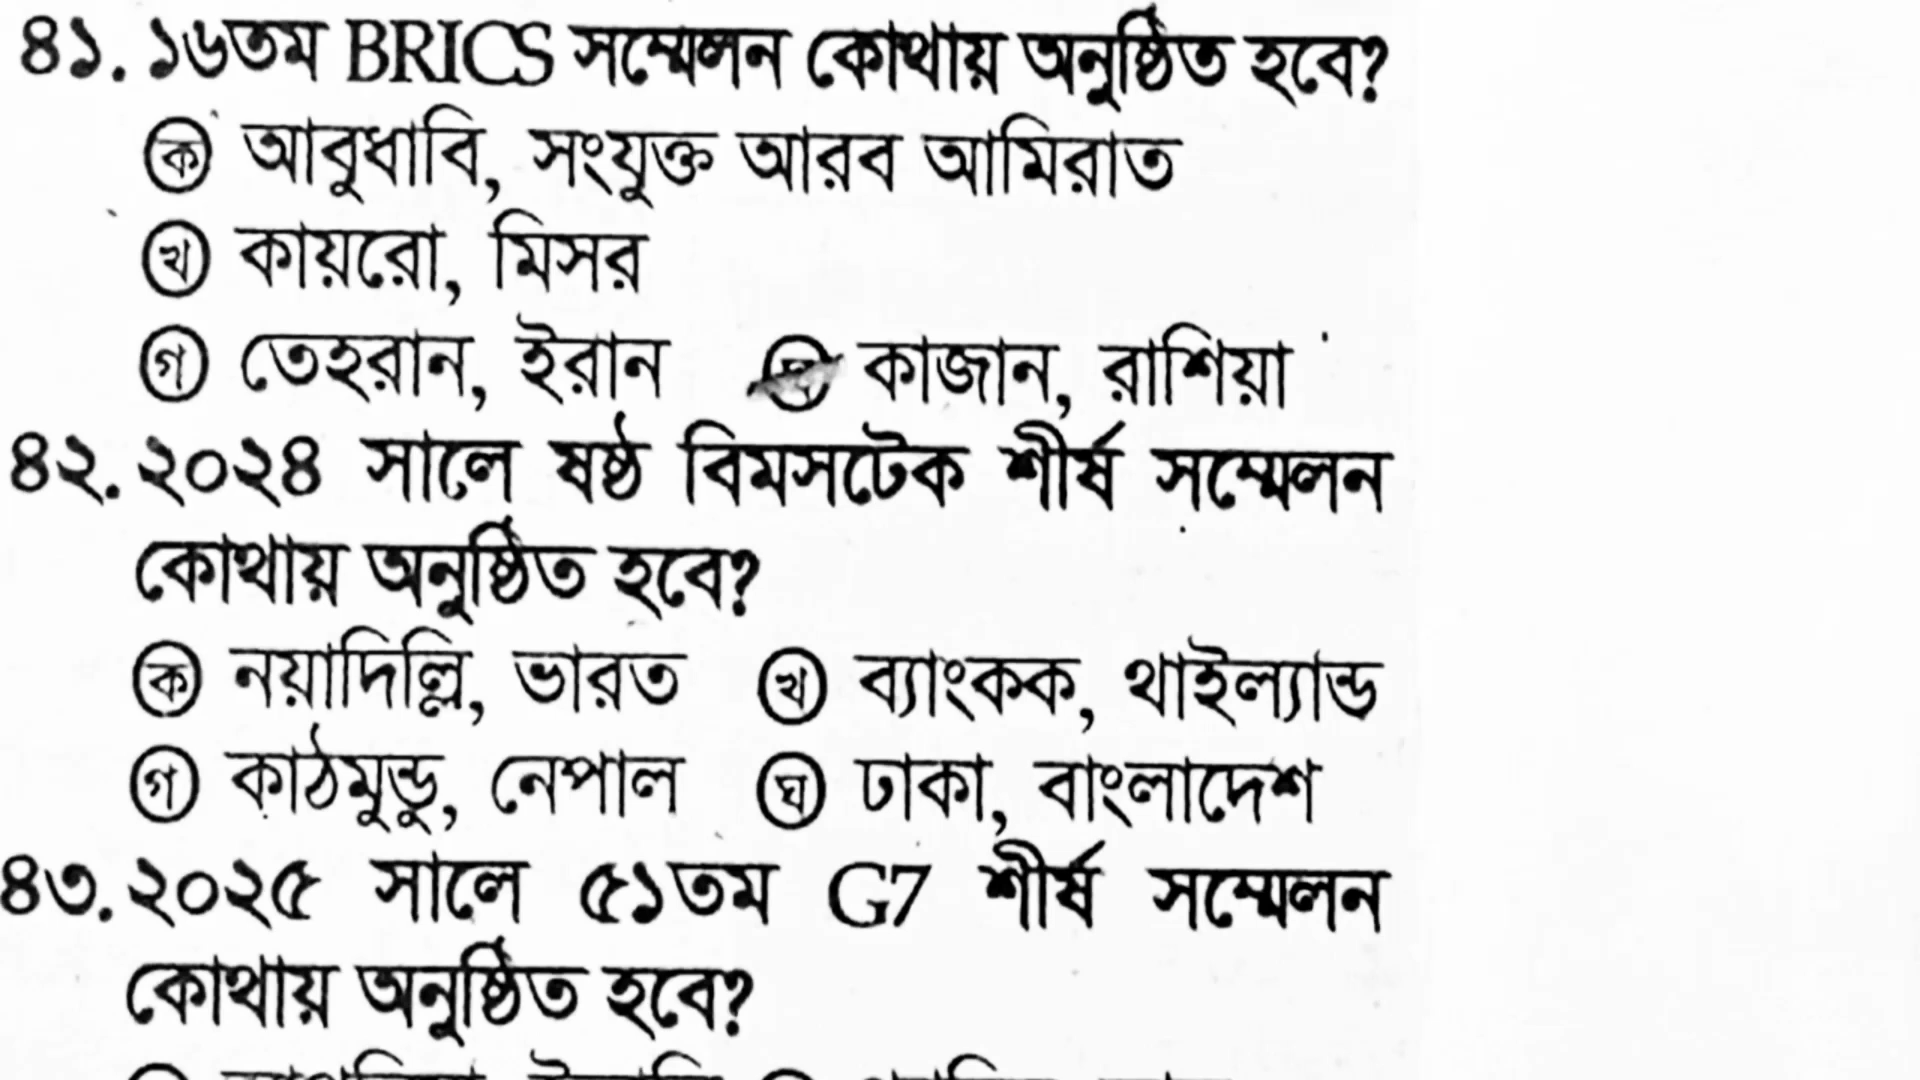 ৪১. ১৬তম BRICS সম্মেলন কোথায় অনুষ্ঠিত হবে?
ক আবুধাবি, সংযুক্ত আরব আমিরাত
খ কায়রো, মিসর
গ তেহরান, ইরান ঘ কাজান, রাশিয়া
৪২. ২০২৪ সালে ষষ্ঠ বিমসটেক শীর্ষ সম্মেলন
কোথায় অনুষ্ঠিত হবে?
ক নয়াদিল্লি, ভারত খ ব্যাংকক, থাইল্যান্ড
গ কাঠমুন্ডু, নেপাল ঘ ঢাকা, বাংলাদেশ
৪৩. ২০২৫ সালে ৫১তম G7 শীর্ষ সম্মেলন
কোথায় অনুষ্ঠিত হবে?